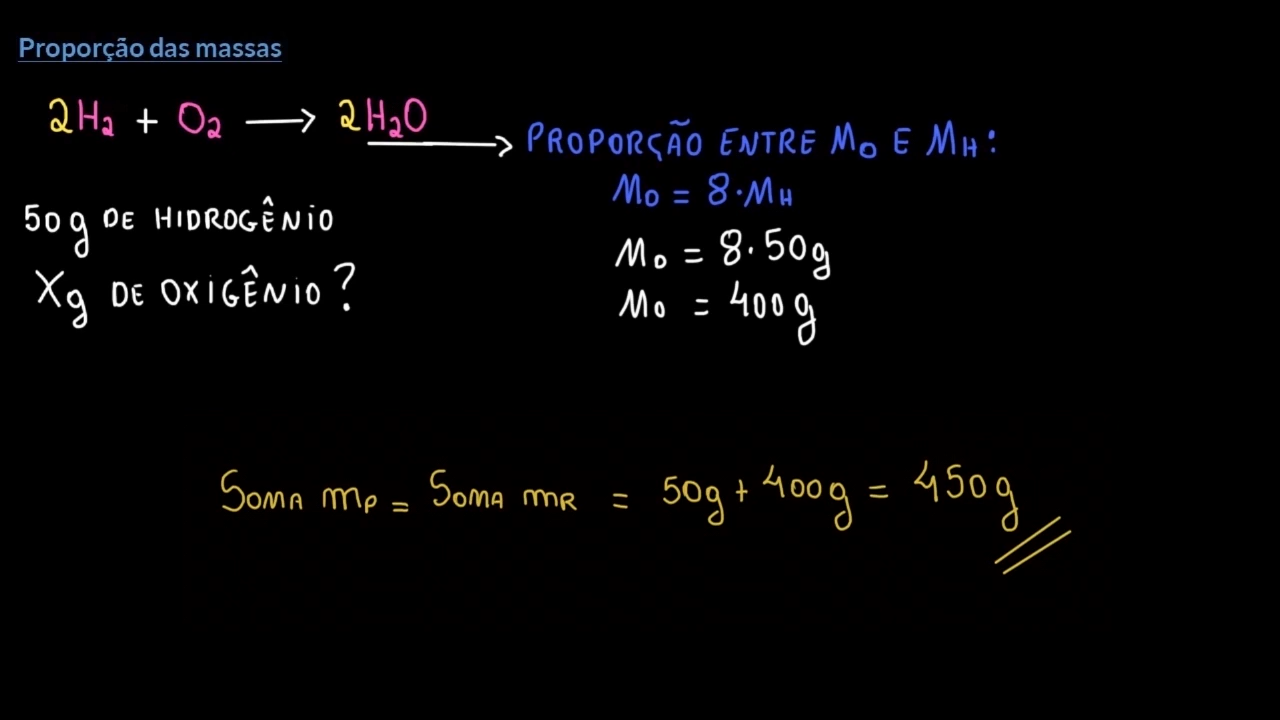 Proporção das massas
2H₂ + O₂ → 2H₂O
→ PROPORÇÃO ENTRE Mo E MH:
Mo = 8·MH
50g DE HIDROGÊNIO
Mo = 8·50g
Xg DE OXIGÊNIO?
Mo = 400g
SOMA mP = SOMA mR = 50g + 400g = 450g